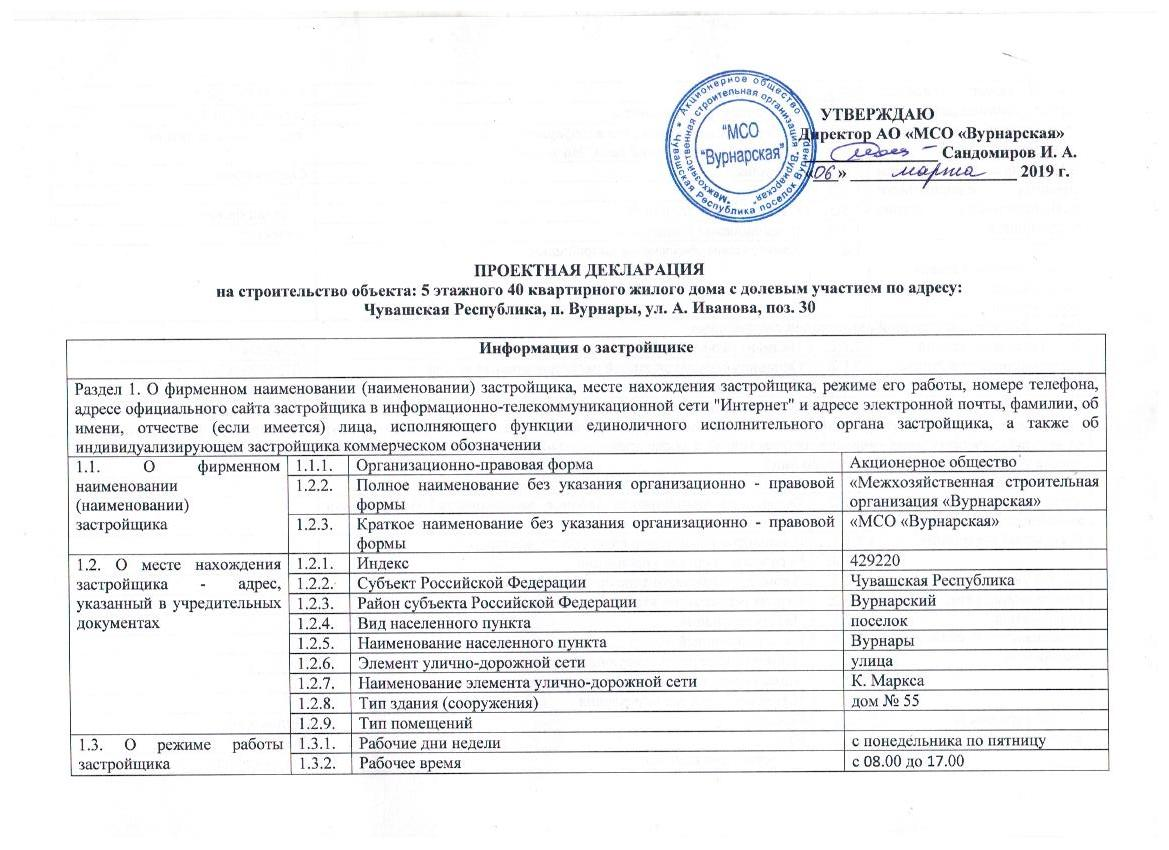 УТВЕРЖДАЮ
Директор АО «МСО «Вурнарская»
Сандомиров И. А.
«06» марта 2019 г.
* Акционерное общество * Чувашская Республика поселок Вурнары
"Межхозяйственная строительная организация "Вурнарская"
"МСО
"Вурнарская"
ПРОЕКТНАЯ ДЕКЛАРАЦИЯ
на строительство объекта: 5 этажного 40 квартирного жилого дома с долевым участием по адресу:
Чувашская Республика, п. Вурнары, ул. А. Иванова, поз. 30
Информация о застройщике
Раздел 1. О фирменном наименовании (наименовании) застройщика, месте нахождения застройщика, режиме его работы, номере телефона,
адресе официального сайта застройщика в информационно-телекоммуникационной сети "Интернет" и адресе электронной почты, фамилии, об
имени, отчестве (если имеется) лица, исполняющего функции единоличного исполнительного органа застройщика, а также об
индивидуализирующем застройщика коммерческом обозначении
1.1. О фирменном
наименовании
(наименовании)
застройщика
1.1.1. Организационно-правовая форма Акционерное общество
1.2.2. Полное наименование без указания организационно - правовой
формы
«Межхозяйственная строительная
организация «Вурнарская»
1.2.3. Краткое наименование без указания организационно - правовой
формы
«МСО «Вурнарская»
1.2. О месте нахождения
застройщика - адрес,
указанный в учредительных
документах
1.2.1. Индекс 429220
1.2.2. Субъект Российской Федерации Чувашская Республика
1.2.3. Район субъекта Российской Федерации Вурнарский
1.2.4. Вид населенного пункта поселок
1.2.5. Наименование населенного пункта Вурнары
1.2.6. Элемент улично-дорожной сети улица
1.2.7. Наименование элемента улично-дорожной сети К. Маркса
1.2.8. Тип здания (сооружения) дом № 55
1.2.9. Тип помещений
1.3. О режиме работы
застройщика
1.3.1. Рабочие дни недели с понедельника по пятницу
1.3.2. Рабочее время с 08.00 до 17.00